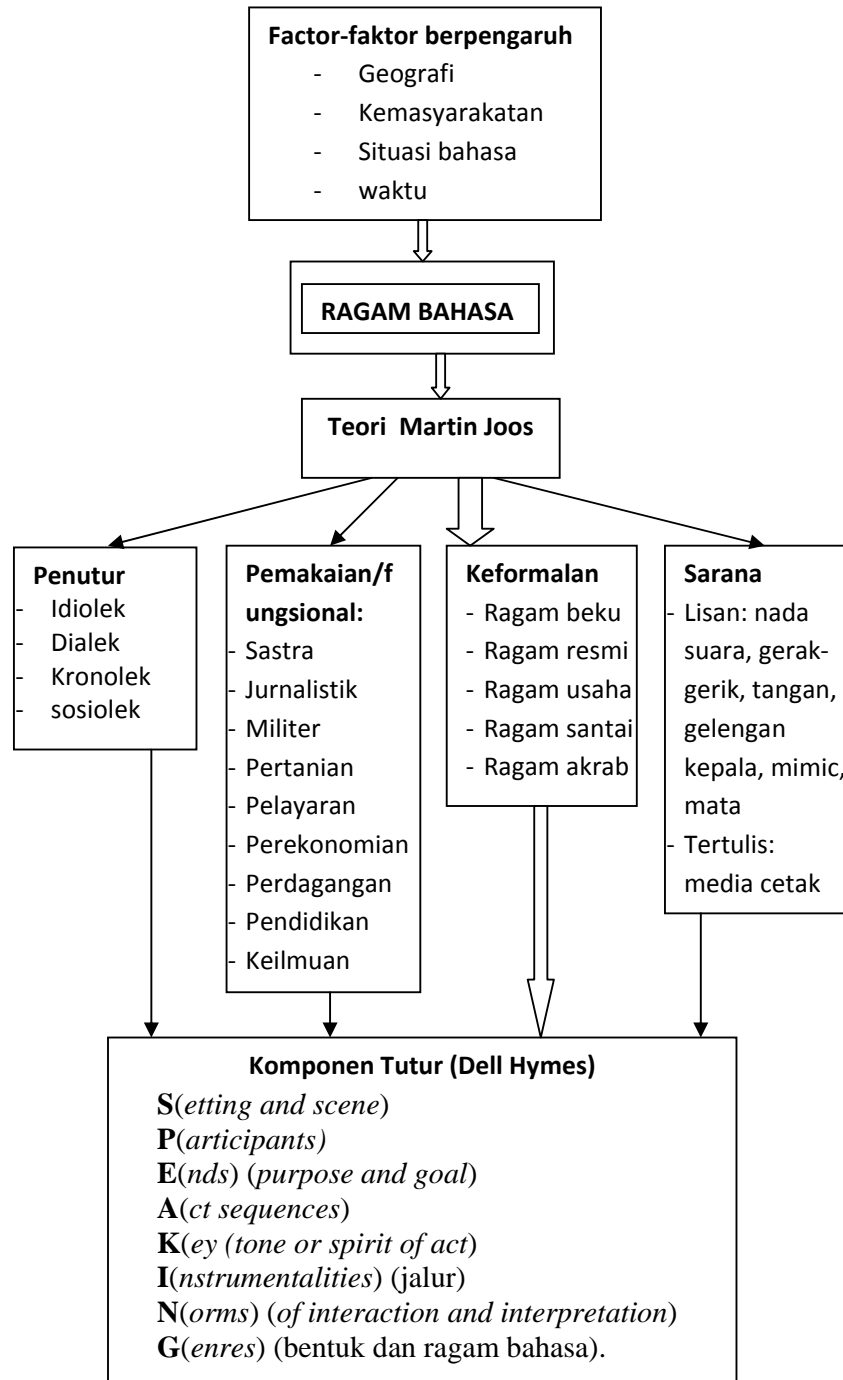 Factor-faktor berpengaruh
- Geografi
- Kemasyarakatan
- Situasi bahasa
- waktu
RAGAM BAHASA
Teori Martin Joos
Penutur
- Idiolek
- Dialek
- Kronolek
- sosiolek
Pemakaian/f
ungsional:
- Sastra
- Jurnalistik
- Militer
- Pertanian
- Pelayaran
- Perekonomian
- Perdagangan
- Pendidikan
- Keilmuan
Keformalan
- Ragam beku
- Ragam resmi
- Ragam usaha
- Ragam santai
- Ragam akrab
Sarana
- Lisan: nada
suara, gerak-
gerik, tangan,
gelengan
kepala, mimic,
mata
- Tertulis:
media cetak
Komponen Tutur (Dell Hymes)
S(etting and scene)
P(articipants)
E(nds) (purpose and goal)
A(ct sequences)
K(ey (tone or spirit of act)
I(nstrumentalities) (jalur)
N(orms) (of interaction and interpretation)
G(enres) (bentuk dan ragam bahasa).